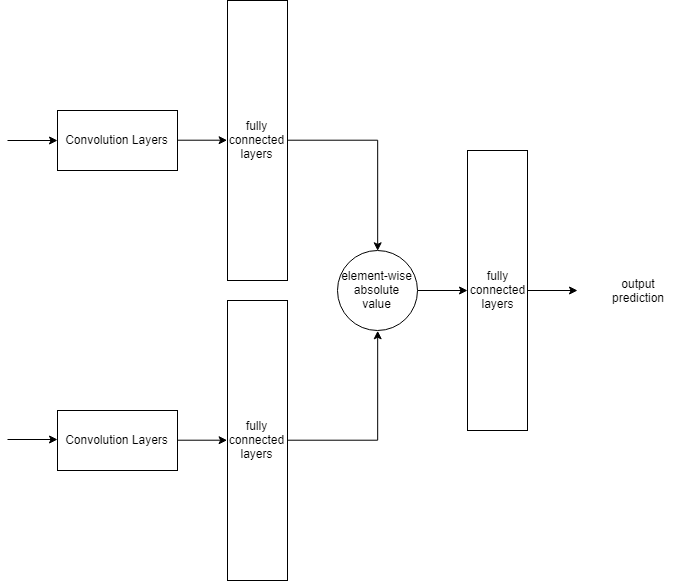 Convolution Layers
fully
connected
layers
element-wise
absolute
value
fully
connected
layers
output
prediction
Convolution Layers
fully
connected
layers